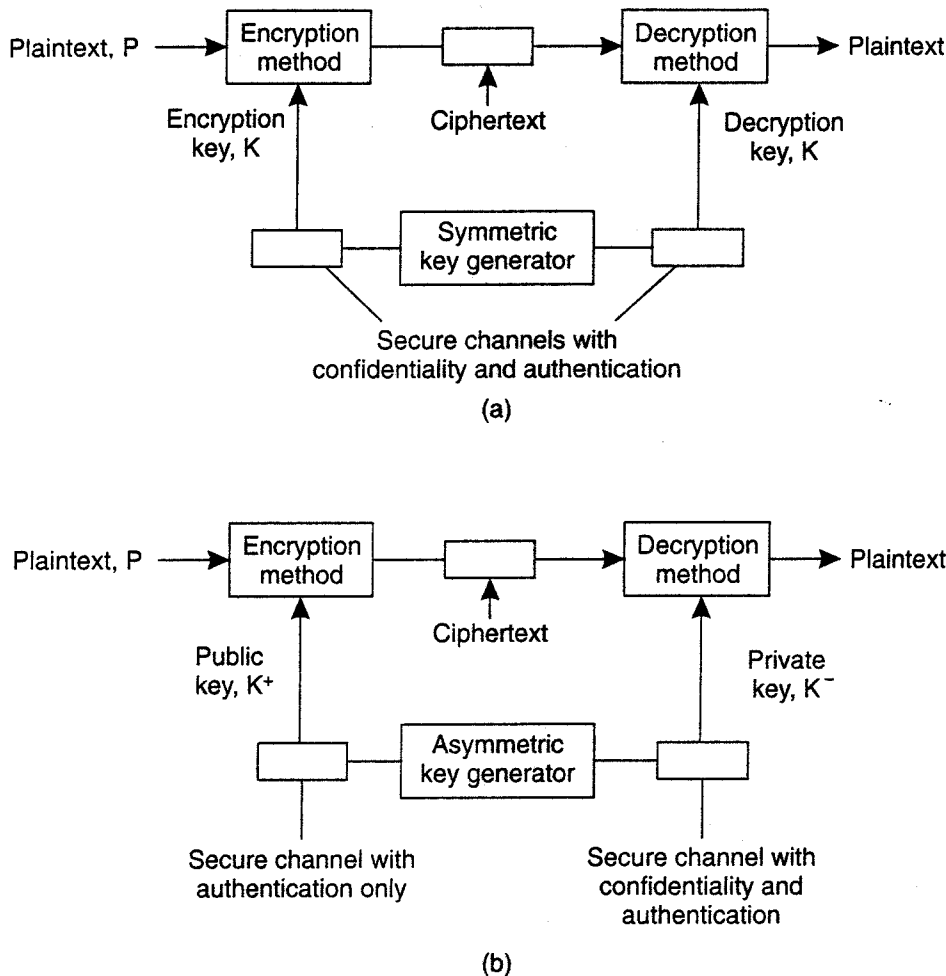 Plaintext, P
Encryption
method
Decryption
method
Plaintext
Encryption
key, K
Ciphertext
Decryption
key, K
Symmetric
key generator
Secure channels with
confidentiality and authentication
(a)
Plaintext, P
Encryption
method
Decryption
method
Plaintext
Public
key, K⁺
Ciphertext
Private
key, K⁻
Asymmetric
key generator
Secure channel with
authentication only
Secure channel with
confidentiality and
authentication
(b)